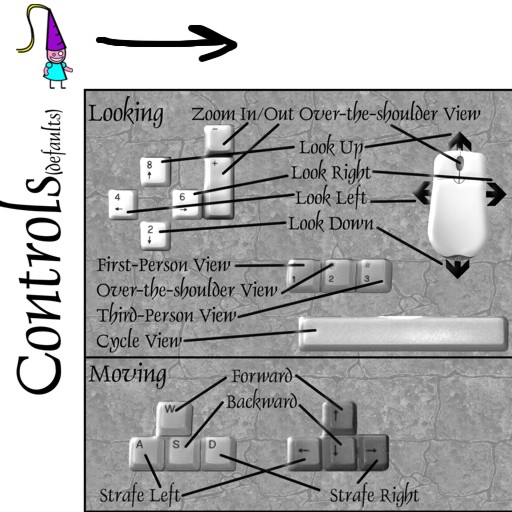 Controls (defaults)
Looking
Zoom In/Out Over-the-shoulder View
-
+
Look Up
8
↑
Look Right
4
←
6
→
Look Left
2
↓
Look Down
First-Person View
1 2 3
Over-the-shoulder View
Third-Person View
Cycle View
Moving
Forward
W
↑
Backward
A S D
← ↓ →
Strafe Left
Strafe Right